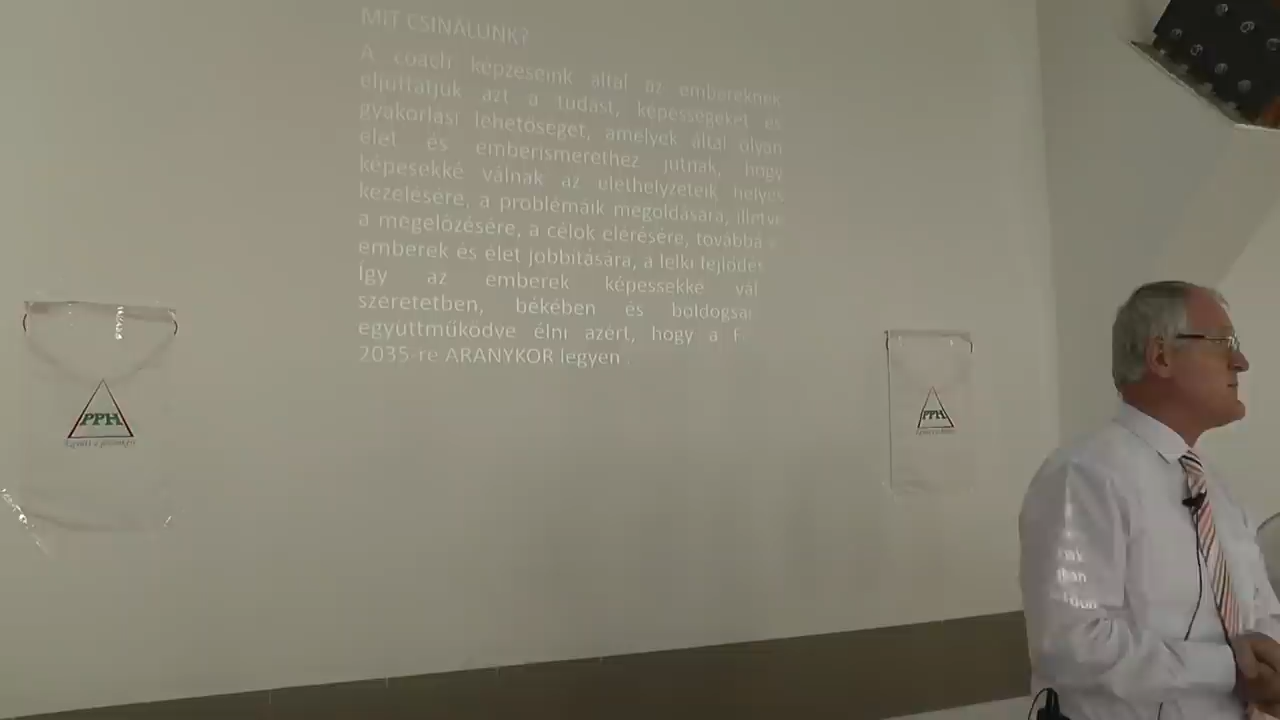 MIT CSINÁLUNK?
A coach képzéseink által az embereknek
eljuttatjuk azt a tudást, képességeket és
gyakorlási lehetőséget, amelyek által olyan
élet és emberismerethez jutnak, hogy
képesekké válnak az élethelyzeteik helyes
kezelésére, a problémáik megoldására, illetve
a megelőzésére, a célok elérésére, továbbá
emberek és élet jobbítására, a lelki fejlődés
Így az emberek képessekké vál
szeretetben, békében és boldogsá
együttműködve élni azért, hogy a F
2035-re ARANYKOR legyen .
PPH
PPH